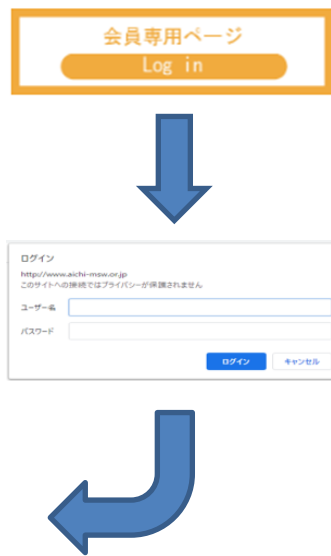 会員専用ページ
Log in
ログイン
http://www.aichi-msw.or.jp
このサイトへの接続ではプライバシーが保護されません
ユーザー名
パスワード
ログイン キャンセル